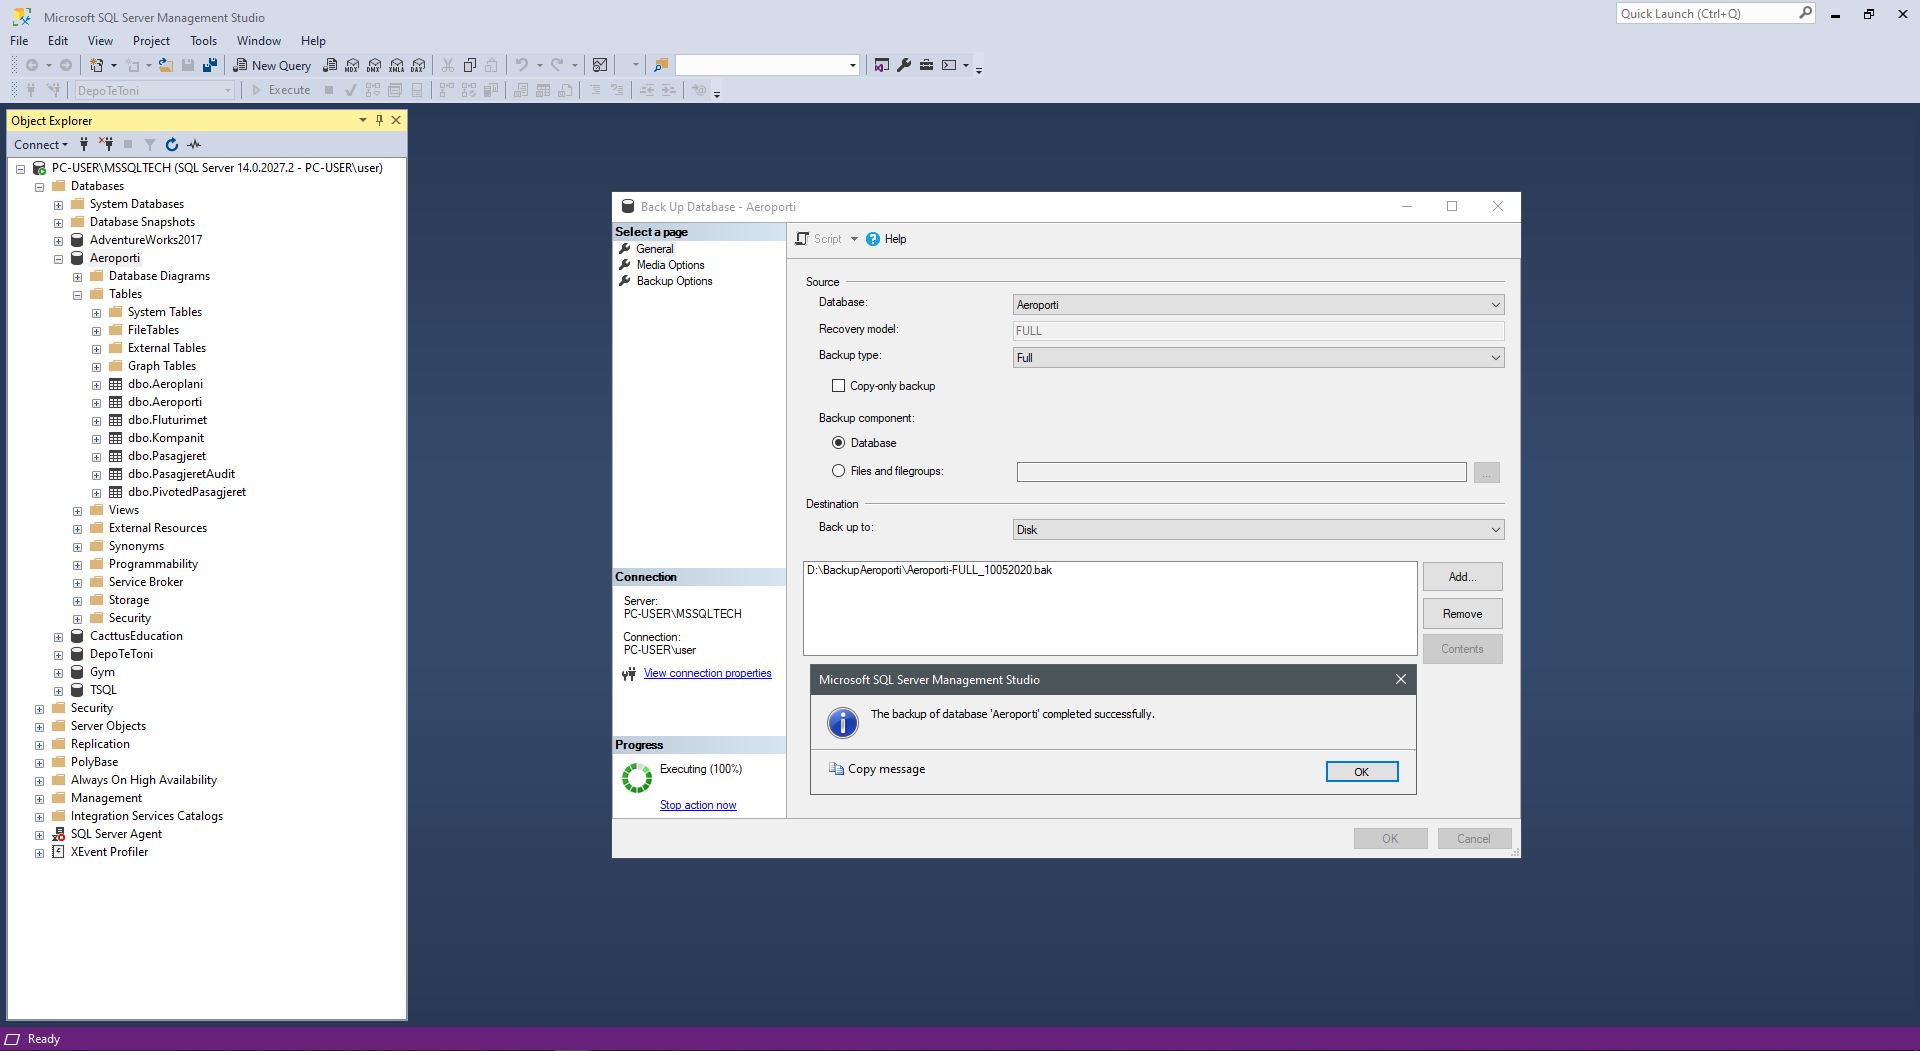 Microsoft SQL Server Management Studio
Quick Launch (Ctrl+Q)
File Edit View Project Tools Window Help
New Query
MDX DMX XMLA DAX
DepoTeToni
Execute
Object Explorer
Connect
PC-USER\MSSQLTECH (SQL Server 14.0.2027.2 - PC-USER\user)
Databases
System Databases
Database Snapshots
AdventureWorks2017
Aeroporti
Database Diagrams
Tables
System Tables
FileTables
External Tables
Graph Tables
dbo.Aeroplani
dbo.Aeroporti
dbo.Fluturimet
dbo.Kompanit
dbo.Pasagjeret
dbo.PasagjeretAudit
dbo.PivotedPasagjeret
Views
External Resources
Synonyms
Programmability
Service Broker
Storage
Security
CacttusEducation
DepoTeToni
Gym
TSQL
Security
Server Objects
Replication
PolyBase
Always On High Availability
Management
Integration Services Catalogs
SQL Server Agent
XEvent Profiler
Back Up Database - Aeroporti
Select a page
General
Media Options
Backup Options
Connection
Server:
PC-USER\MSSQLTECH
Connection:
PC-USER\user
View connection properties
Progress
Executing (100%)
Stop action now
Script Help
Source
Database: Aeroporti
Recovery model: FULL
Backup type: Full
Copy-only backup
Backup component:
Database
Files and filegroups: ...
Destination
Back up to: Disk
D:\BackupAeroporti\Aeroporti-FULL_10052020.bak
Add...
Remove
Contents
Microsoft SQL Server Management Studio
The backup of database 'Aeroporti' completed successfully.
Copy message
OK
OK Cancel
Ready